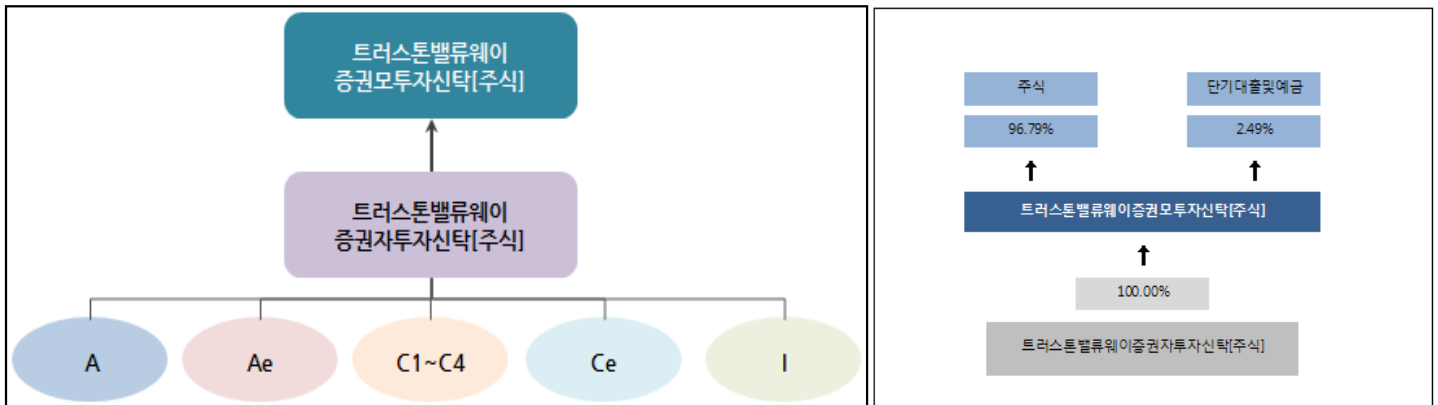 트러스톤밸류웨이
증권모투자신탁[주식]
트러스톤밸류웨이
증권자투자신탁[주식]
A
Ae
C1~C4
Ce
I
주식
단기대출및예금
96.79%
2.49%
트러스톤밸류웨이증권모투자신탁[주식]
100.00%
트러스톤밸류웨이증권자투자신탁[주식]